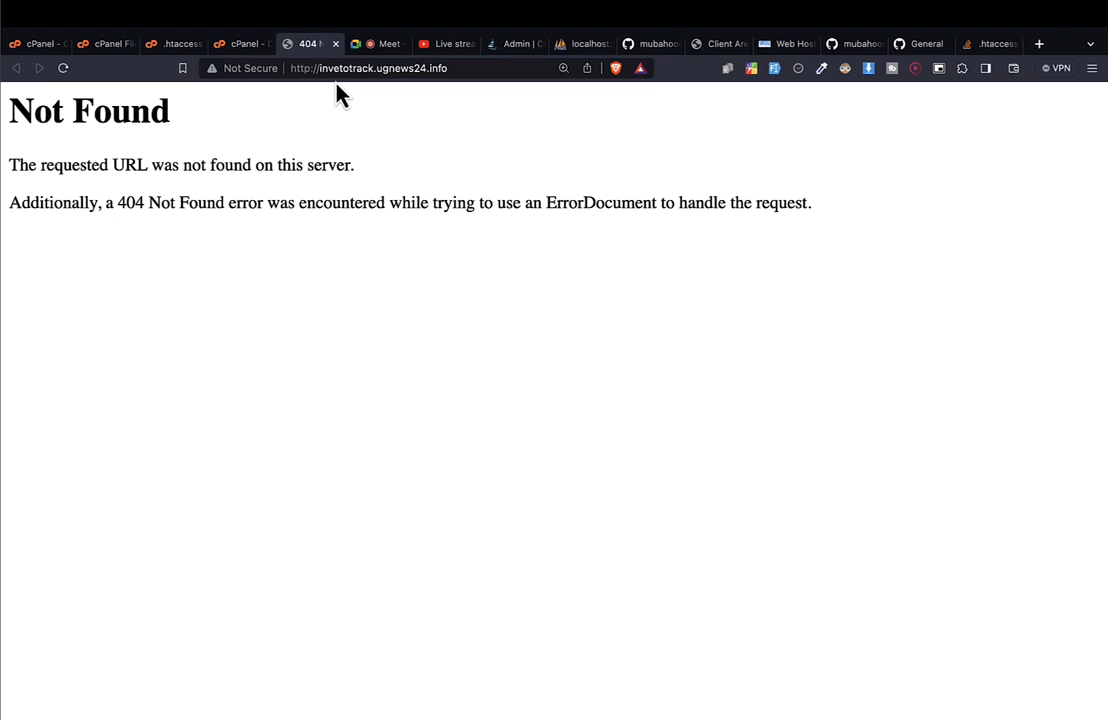 cPanel - C
cPanel Fil
.htaccess
cPanel - D
404 N
Meet -
Live strea
Admin | C
localhost:
mubahoo
Client Are
Web Host
mubahoo
General
.htaccess
Not Secure http://invetotrack.ugnews24.info
VPN
Not Found
The requested URL was not found on this server.
Additionally, a 404 Not Found error was encountered while trying to use an ErrorDocument to handle the request.